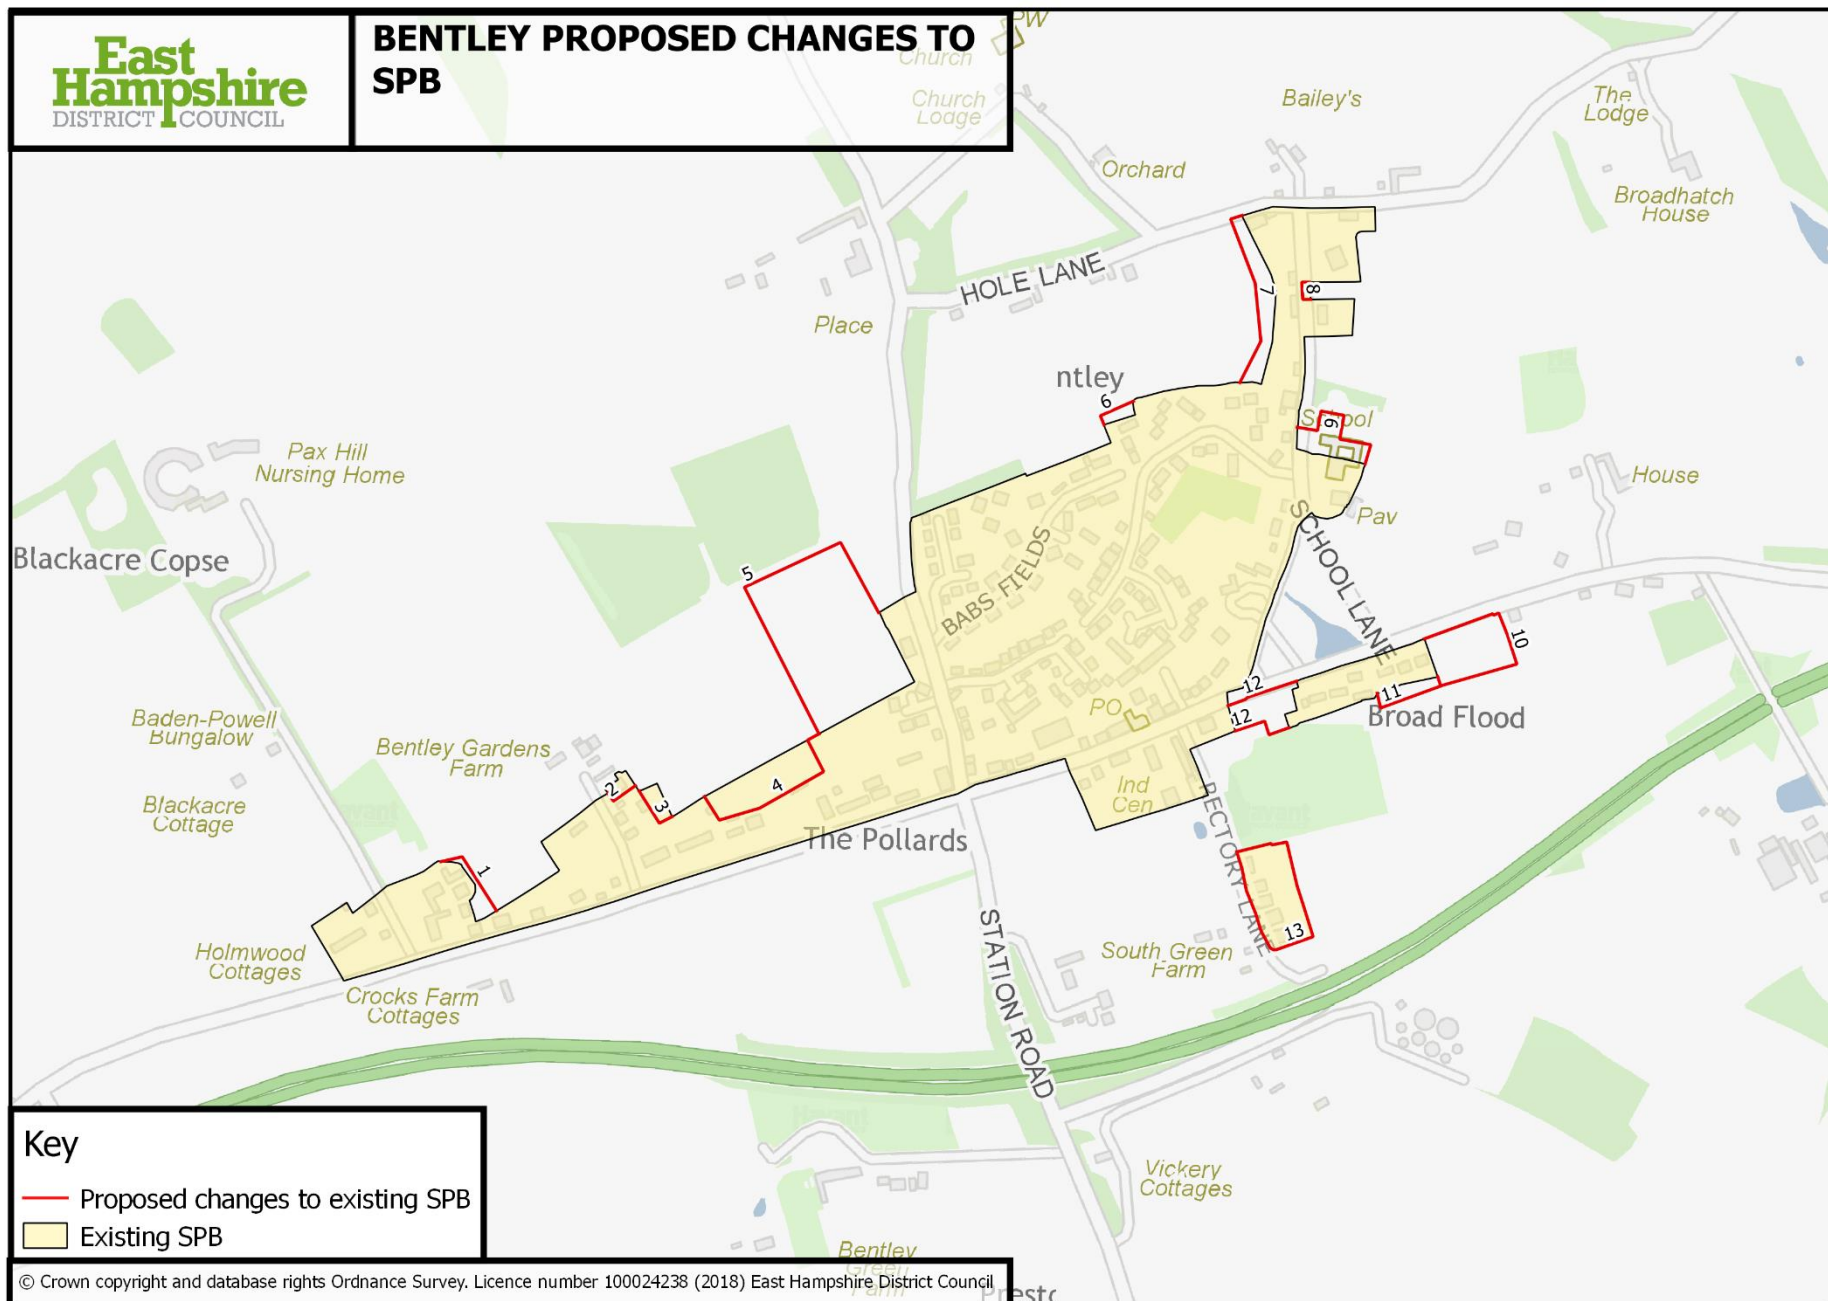 East
Hampshire
DISTRICT COUNCIL
BENTLEY PROPOSED CHANGES TO
SPB
PW
Church
Church
Lodge
Bailey's
The
Lodge
Orchard
Broadhatch
House
HOLE LANE
Place
7
8
ntley
6
School
9
Pax Hill
Nursing Home
House
Pav
SCHOOL LANE
Blackacre Copse
5
BABS FIELDS
10
Baden-Powell
Bungalow
Bentley Gardens
Farm
12
11
PO
12
Broad Flood
2
3
4
Ind
Cen
Blackacre
Cottage
The Pollards
RECTORY LANE
1
13
Holmwood
Cottages
STATION ROAD
South Green
Farm
Crocks Farm
Cottages
Key
Proposed changes to existing SPB
Existing SPB
Vickery
Cottages
Bentley
Green
Farm
© Crown copyright and database rights Ordnance Survey. Licence number 100024238 (2018) East Hampshire District Council